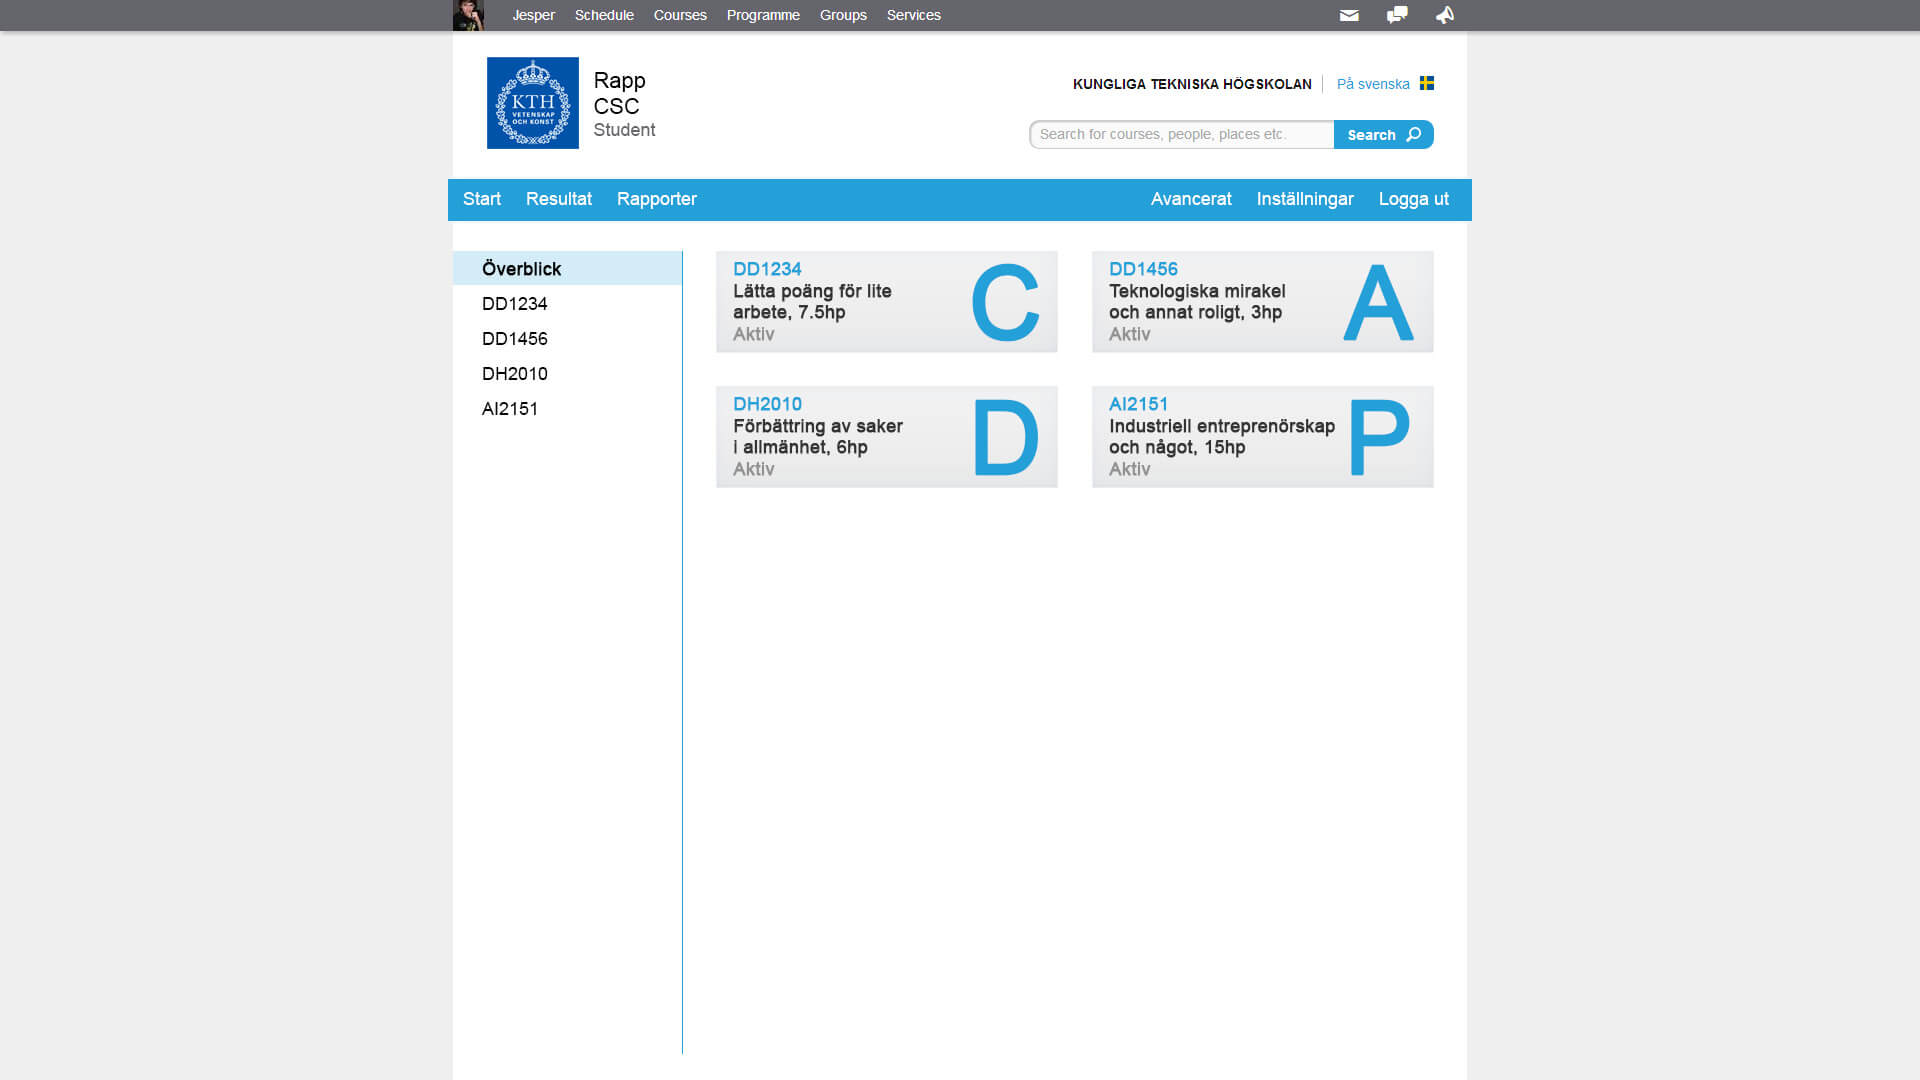 Jesper Schedule Courses Programme Groups Services
KTH
VETENSKAP
OCH KONST
Rapp
CSC
Student
KUNGLIGA TEKNISKA HÖGSKOLAN På svenska
Search for courses, people, places etc. Search
Start Resultat Rapporter Avancerat Inställningar Logga ut
Överblick
DD1234
DD1456
DH2010
AI2151
DD1234
Lätta poäng för lite
arbete, 7.5hp
Aktiv
C
DD1456
Teknologiska mirakel
och annat roligt, 3hp
Aktiv
A
DH2010
Förbättring av saker
i allmänhet, 6hp
Aktiv
D
AI2151
Industriell entreprenörskap
och något, 15hp
Aktiv
P